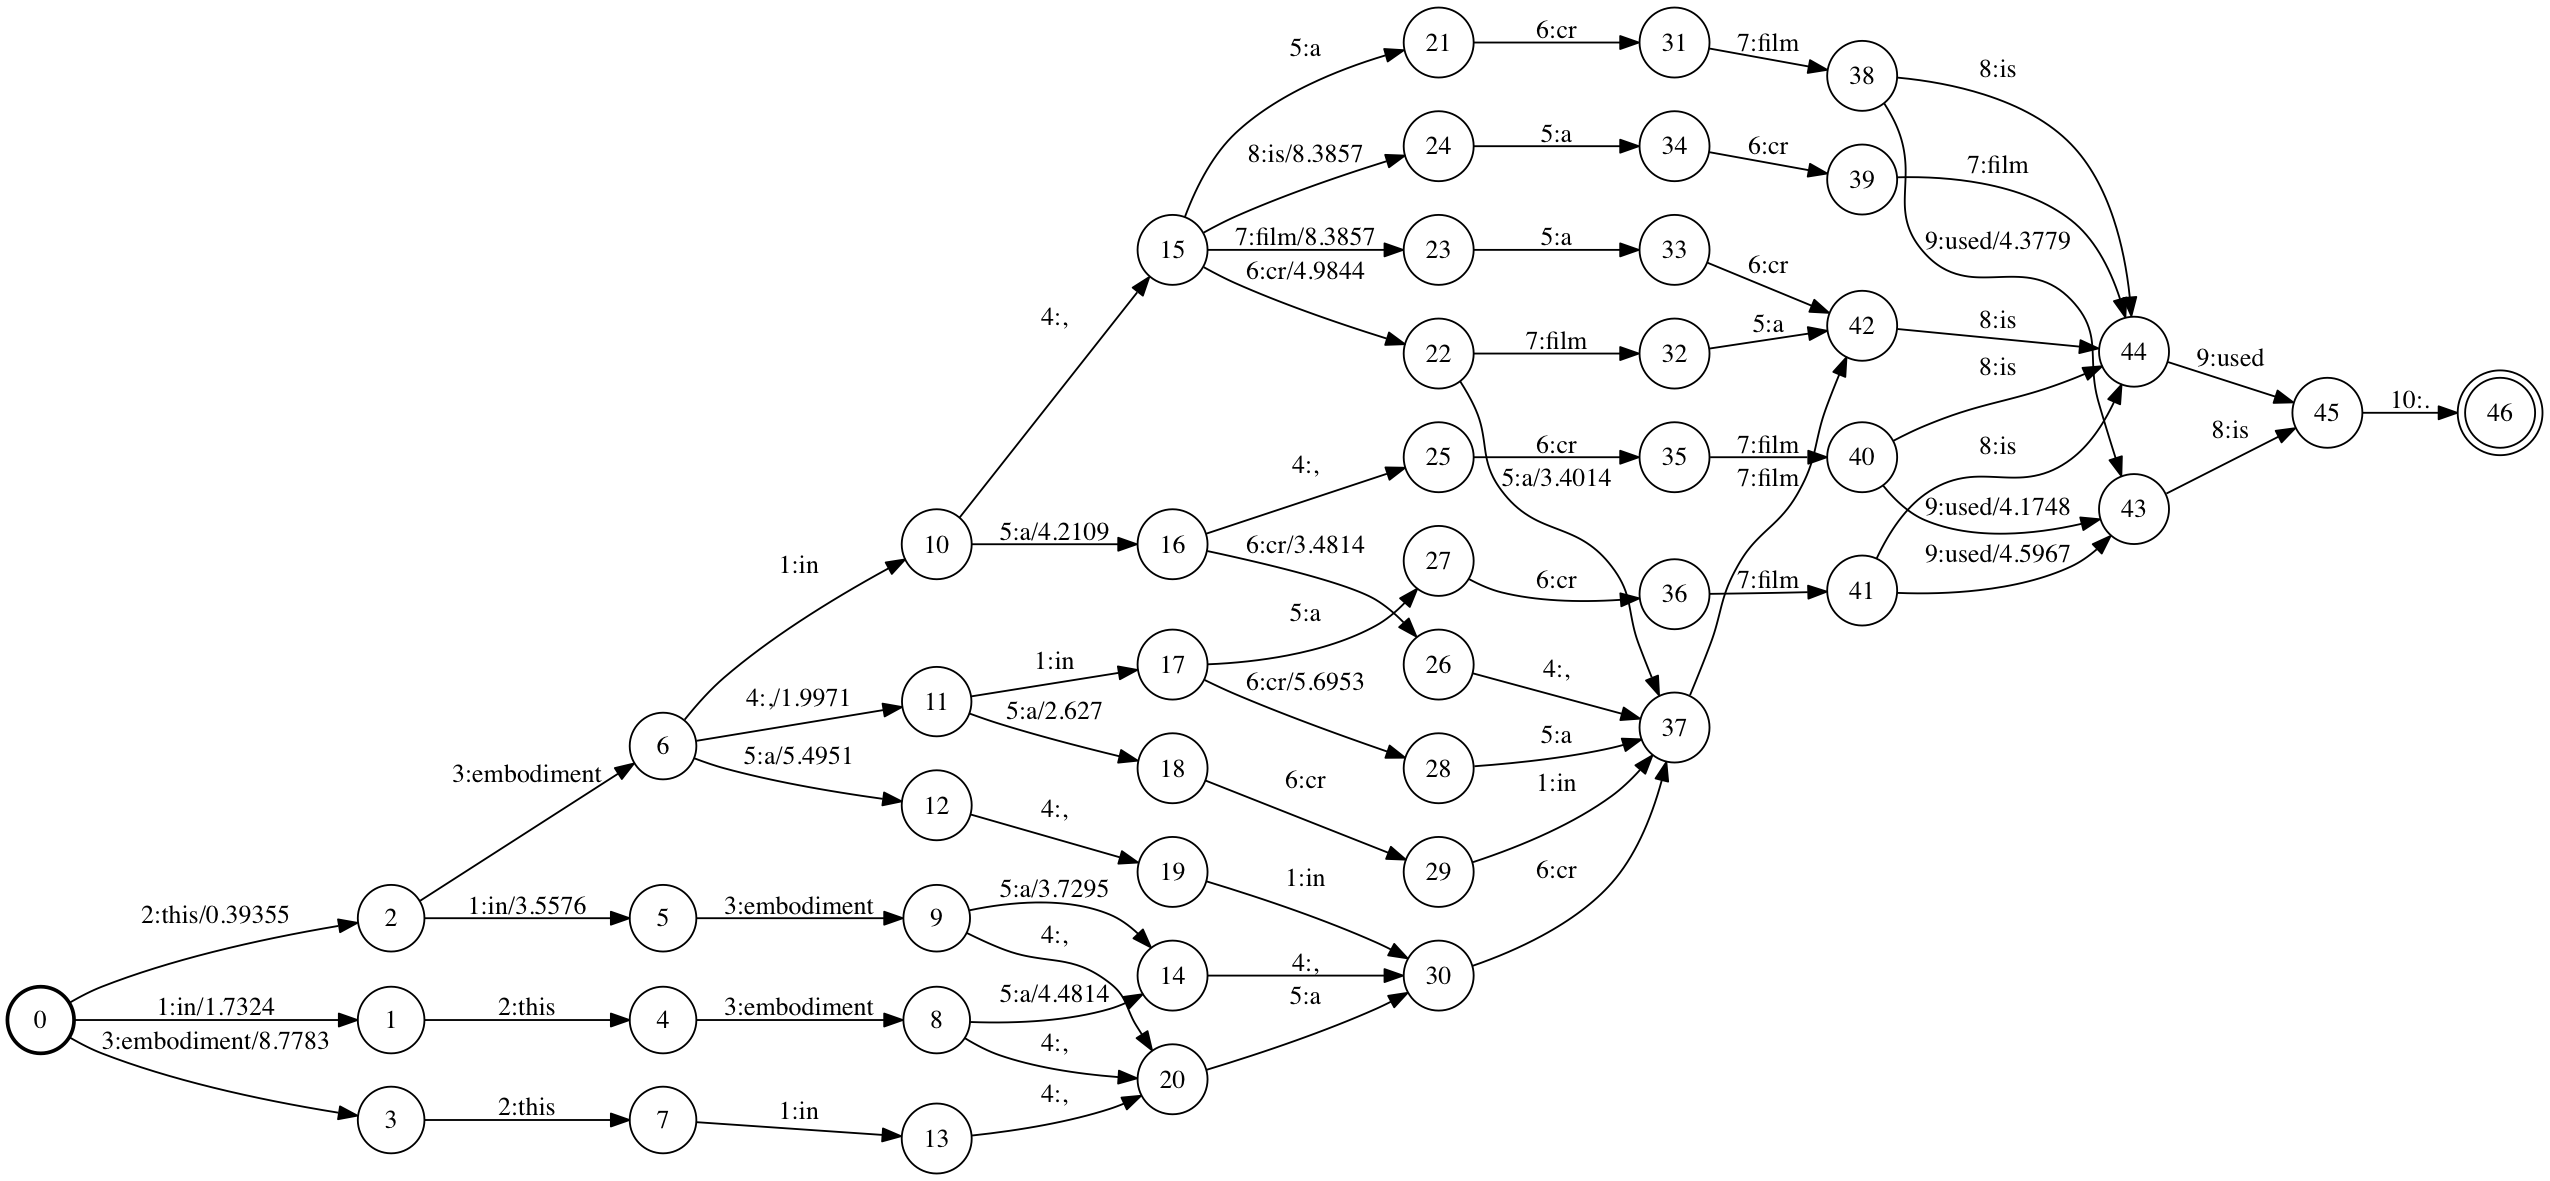 21
6:cr
31
7:film
38
8:is
5:a
24
5:a
34
6:cr
39
7:film
8:is/8.3857
15
7:film/8.3857
23
5:a
33
6:cr
9:used/4.3779
6:cr/4.9844
4:,
22
7:film
32
5:a
42
8:is
44
9:used
8:is
45
10:.
46
25
6:cr
35
7:film
40
8:is
8:is
4:,
5:a/3.4014
7:film
10
5:a/4.2109
16
6:cr/3.4814
9:used/4.1748
43
1:in
27
6:cr
36
7:film
41
9:used/4.5967
5:a
1:in
17
26
4:,
6:cr/5.6953
4:,/1.9971
11
5:a/2.627
6
37
5:a/5.4951
18
28
5:a
3:embodiment
6:cr
1:in
12
4:,
19
29
1:in
6:cr
2:this/0.39355
2
1:in/3.5576
5
3:embodiment
9
5:a/3.7295
4:,
14
4:,
30
5:a
0
1:in/1.7324
1
2:this
4
3:embodiment
8
5:a/4.4814
3:embodiment/8.7783
4:,
20
3
2:this
7
1:in
13
4:,